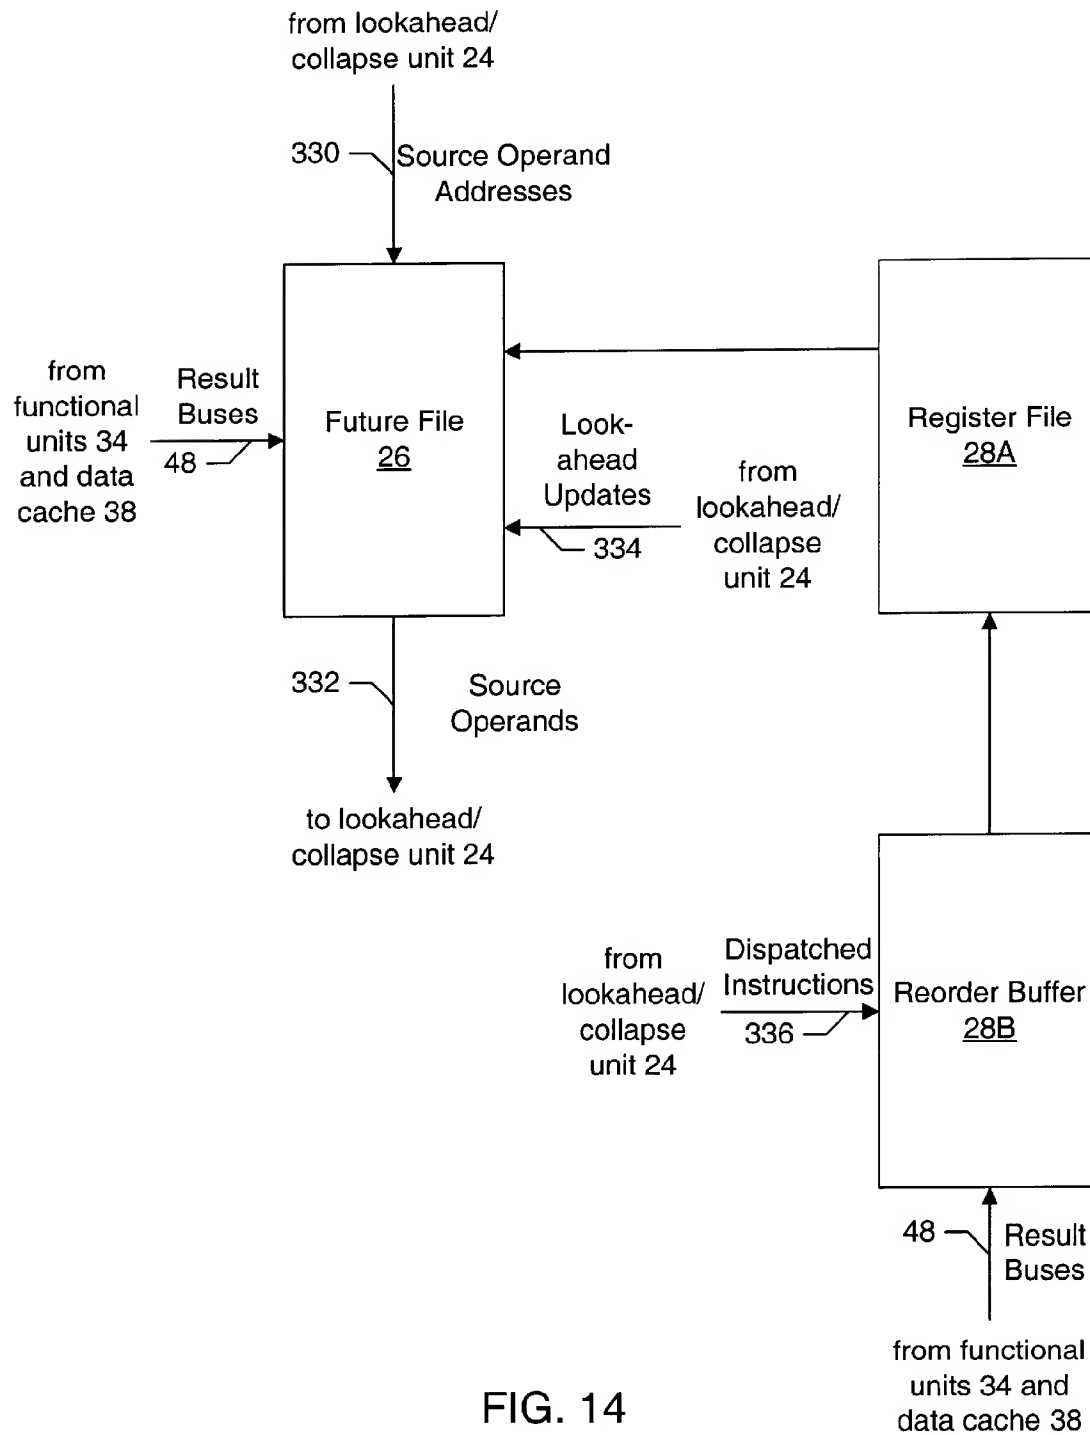 from lookahead/
collapse unit 24
330
Source Operand
Addresses
from
functional
units 34
and data
cache 38
Result
Buses
48
Future File
26
Look-
ahead
Updates
334
from
lookahead/
collapse
unit 24
Register File
28A
332
Source
Operands
to lookahead/
collapse unit 24
from
lookahead/
collapse
unit 24
Dispatched
Instructions
336
Reorder Buffer
28B
48
Result
Buses
from functional
units 34 and
data cache 38
FIG. 14